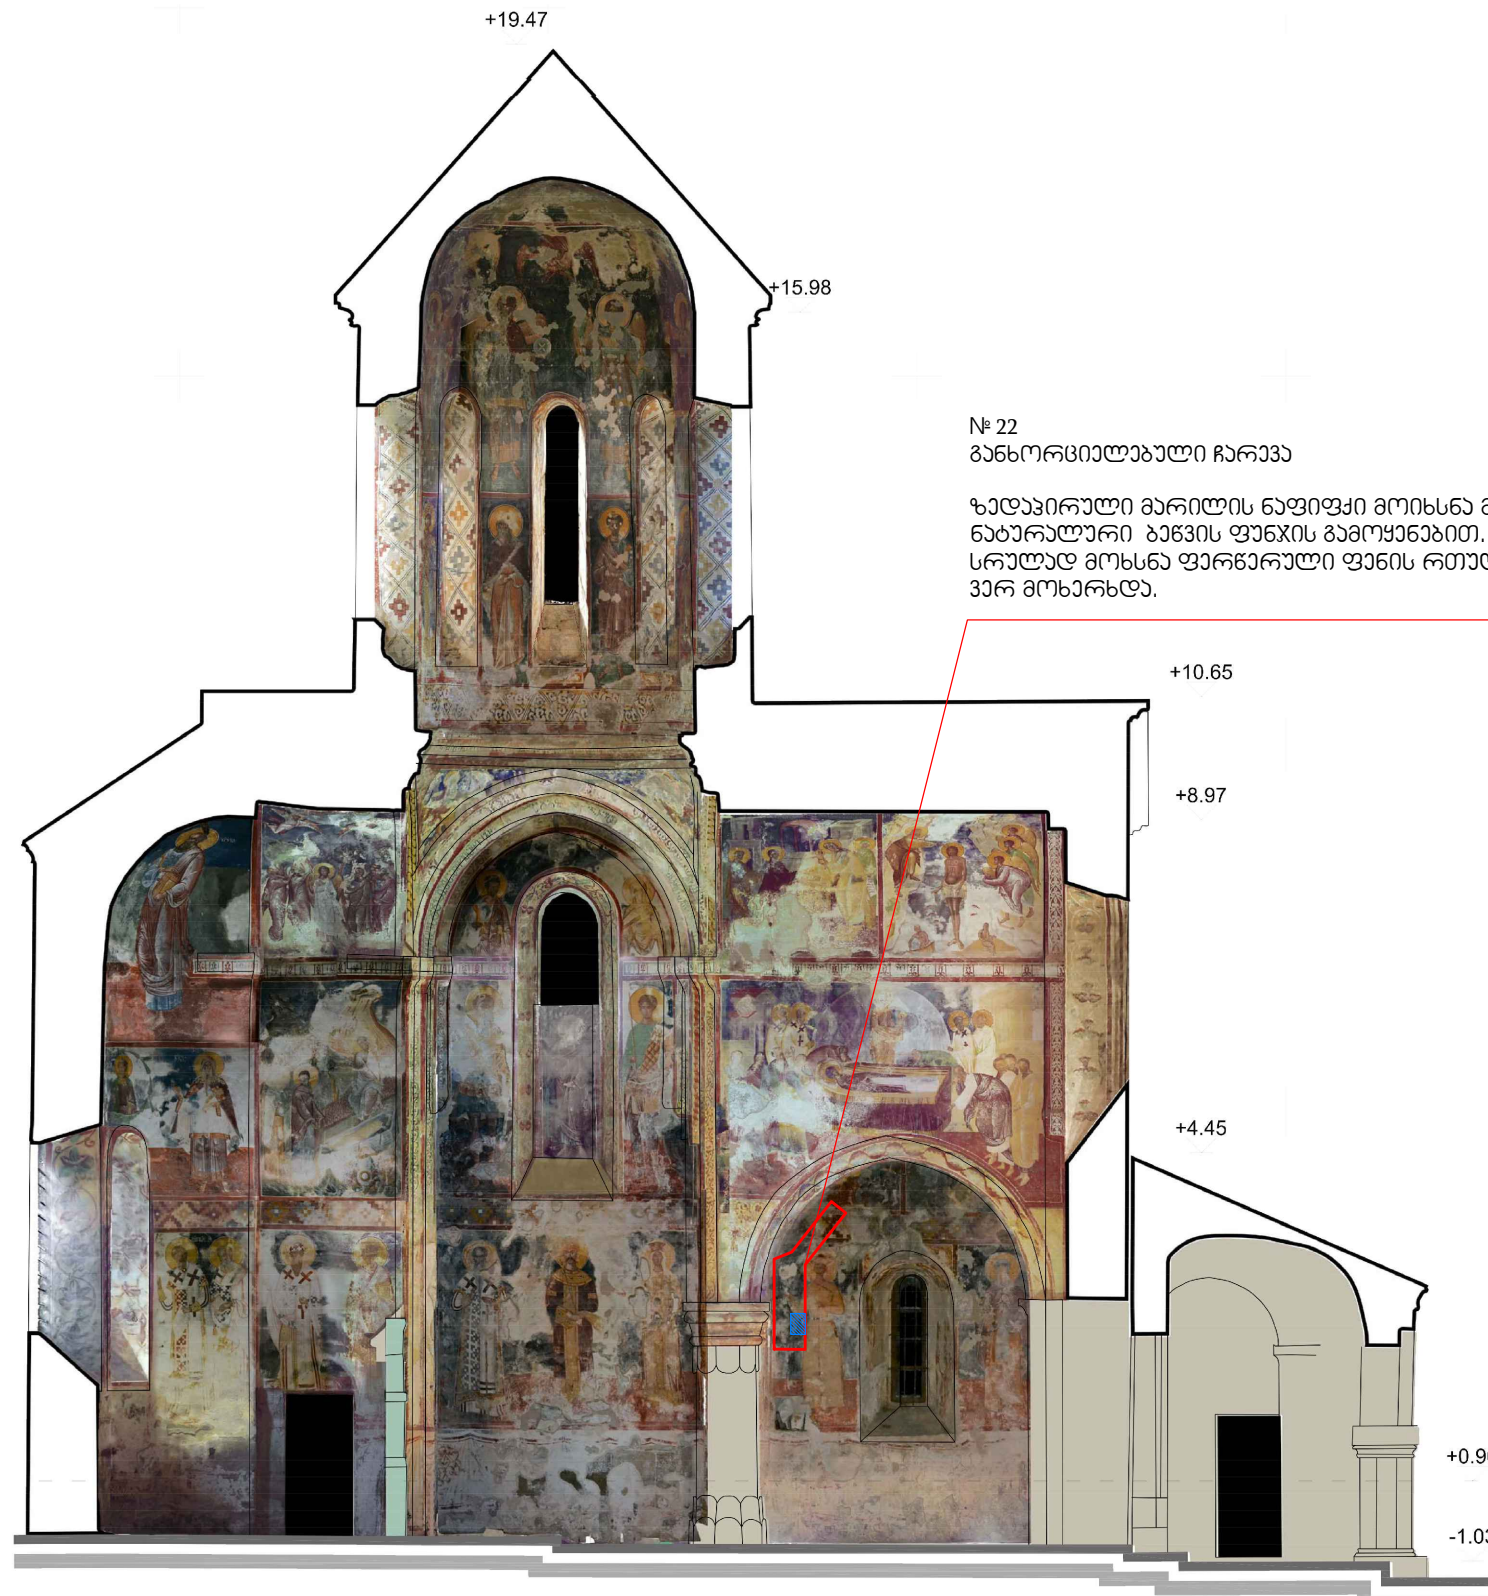 +19.47
+15.98
№ 22
განხორციელებული ჩარევა
ზედაპირული მარილის ნაფიფქი მოიხსნა
ნატურალური ბეწვის ფუნჯის გამოყენებით.
სრულად მოხსნა ფერწერული ფენის
ვერ მოხერხდა.
+10.65
+8.97
+4.45